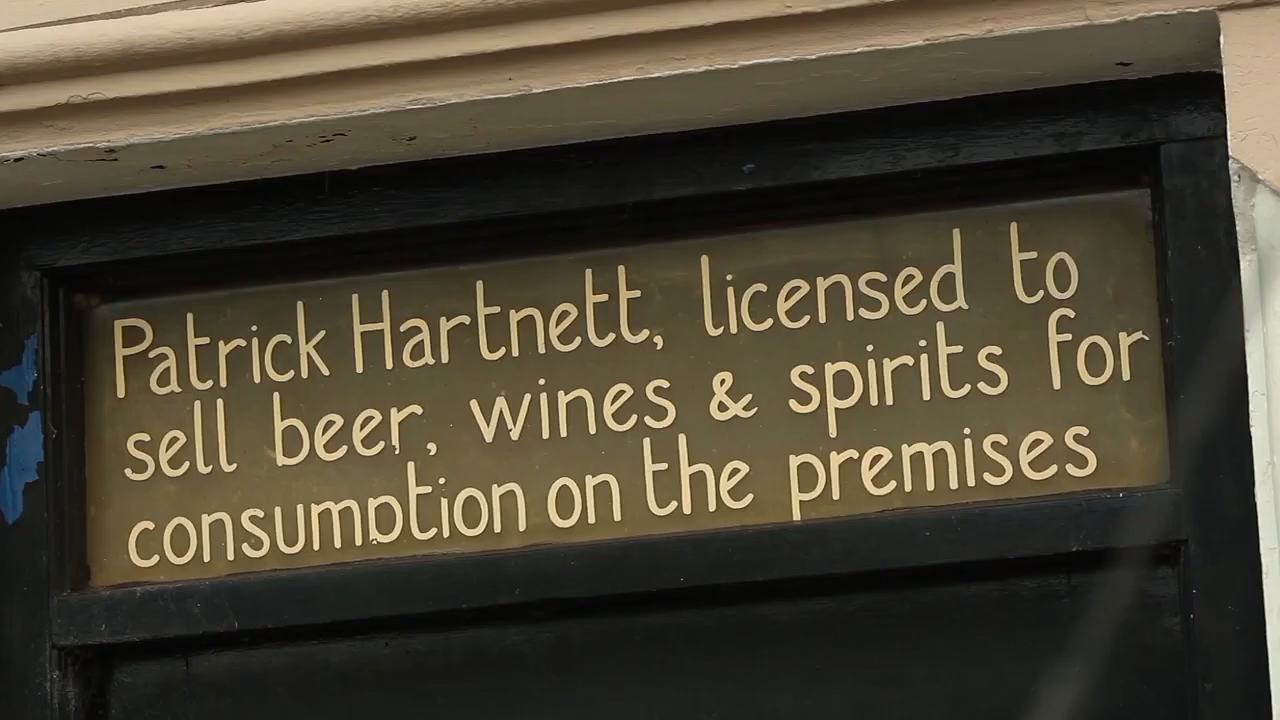 Patrick Hartnett, licensed to
sell beer, wines & spirits for
consumption on the premises